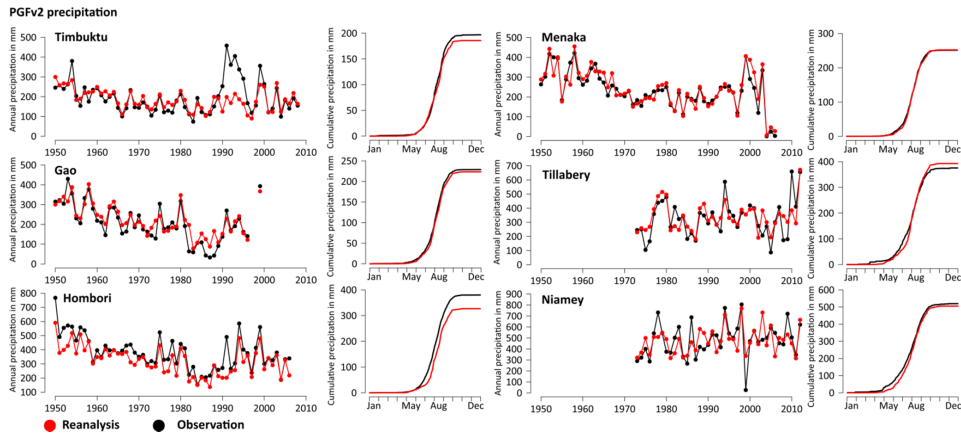 PGFv2 precipitation
Timbuktu
Annual precipitation in mm
500
400
300
200
100
0
1950 1960 1970 1980 1990 2000 2010
Cumulative precipitation in mm
200
150
100
50
0
Jan May Aug Dec
Menaka
Annual precipitation in mm
500
400
300
200
100
0
1950 1960 1970 1980 1990 2000 2010
Cumulative precipitation in mm
300
200
100
0
Jan May Aug Dec
Gao
Annual precipitation in mm
500
400
300
200
100
0
1950 1960 1970 1980 1990 2000 2010
Cumulative precipitation in mm
250
200
150
100
50
0
Jan May Aug Dec
Tillabery
Annual precipitation in mm
700
600
500
400
300
200
100
0
1950 1960 1970 1980 1990 2000 2010
Cumulative precipitation in mm
400
300
200
100
0
Jan May Aug Dec
Hombori
Annual precipitation in mm
800
700
600
500
400
300
200
100
1950 1960 1970 1980 1990 2000 2010
Cumulative precipitation in mm
400
300
200
100
0
Jan May Aug Dec
Niamey
Annual precipitation in mm
900
800
700
600
500
400
300
200
100
0
1950 1960 1970 1980 1990 2000 2010
Cumulative precipitation in mm
600
500
400
300
200
100
0
Jan May Aug Dec
Reanalysis Observation